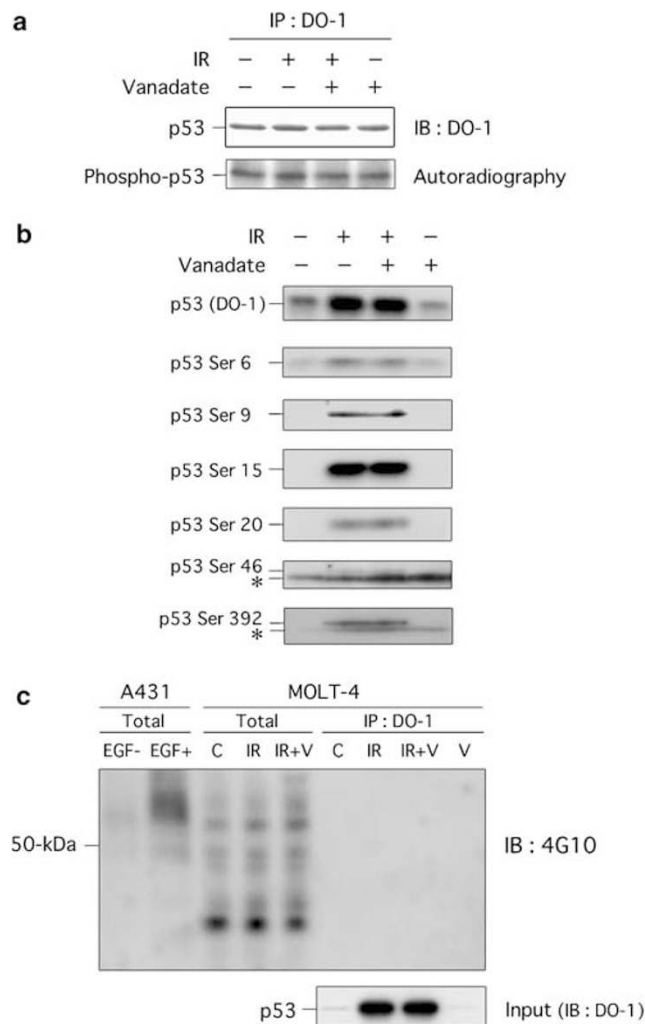 a
IP : DO-1
IR − + + −
Vanadate − − + +
p53 IB : DO-1
Phospho-p53 Autoradiography
b
IR − + + −
Vanadate − − + +
p53 (DO-1)
p53 Ser 6
p53 Ser 9
p53 Ser 15
p53 Ser 20
p53 Ser 46
*
p53 Ser 392
*
c
A431 MOLT-4
Total Total IP : DO-1
EGF- EGF+ C IR IR+V C IR IR+V V
50-kDa IB : 4G10
p53 Input (IB : DO-1)